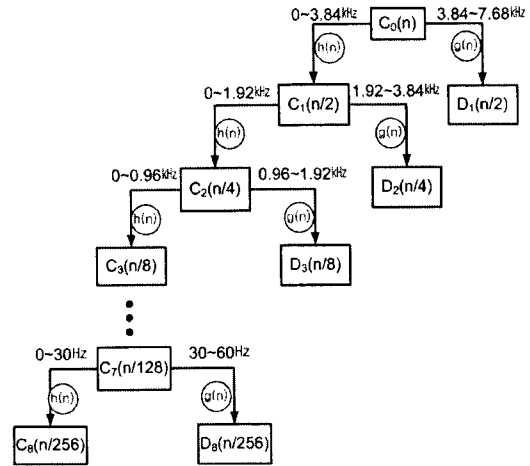 0~3.84kHz C₀(n) 3.84~7.68kHz
h(n) g(n)
0~1.92kHz C₁(n/2) 1.92~3.84kHz D₁(n/2)
h(n) g(n)
0~0.96kHz C₂(n/4) 0.96~1.92kHz D₂(n/4)
h(n) g(n)
C₃(n/8) D₃(n/8)
0~30Hz C₇(n/128) 30~60Hz
h(n) g(n)
C₈(n/256) D₈(n/256)